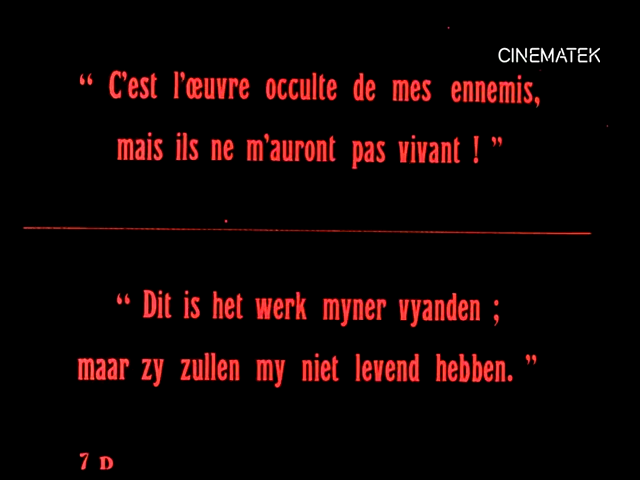 CINEMATEK
“ C'est l'œuvre occulte de mes ennemis,
mais ils ne m'auront pas vivant ! ”
“ Dit is het werk myner vyanden ;
maar zy zullen my niet levend hebben. ”
7 D